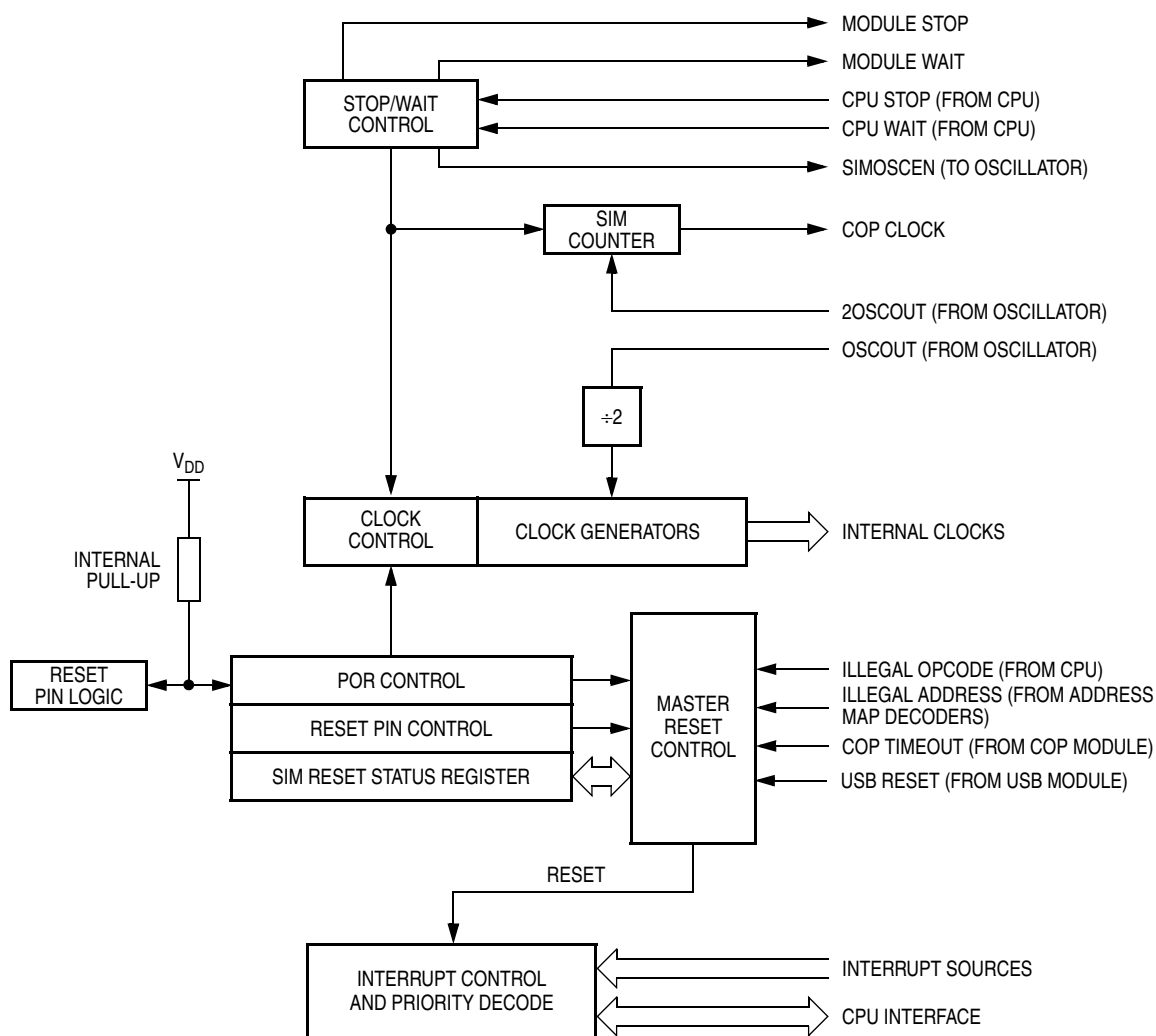 MODULE STOP
MODULE WAIT
STOP/WAIT
CONTROL
CPU STOP (FROM CPU)
CPU WAIT (FROM CPU)
SIMOSCEN (TO OSCILLATOR)
SIM
COUNTER
COP CLOCK
2OSCOUT (FROM OSCILLATOR)
OSCOUT (FROM OSCILLATOR)
÷2
VDD
CLOCK
CONTROL
CLOCK GENERATORS
INTERNAL CLOCKS
INTERNAL
PULL-UP
RESET
PIN LOGIC
POR CONTROL
RESET PIN CONTROL
SIM RESET STATUS REGISTER
MASTER
RESET
CONTROL
ILLEGAL OPCODE (FROM CPU)
ILLEGAL ADDRESS (FROM ADDRESS
MAP DECODERS)
COP TIMEOUT (FROM COP MODULE)
USB RESET (FROM USB MODULE)
RESET
INTERRUPT CONTROL
AND PRIORITY DECODE
INTERRUPT SOURCES
CPU INTERFACE